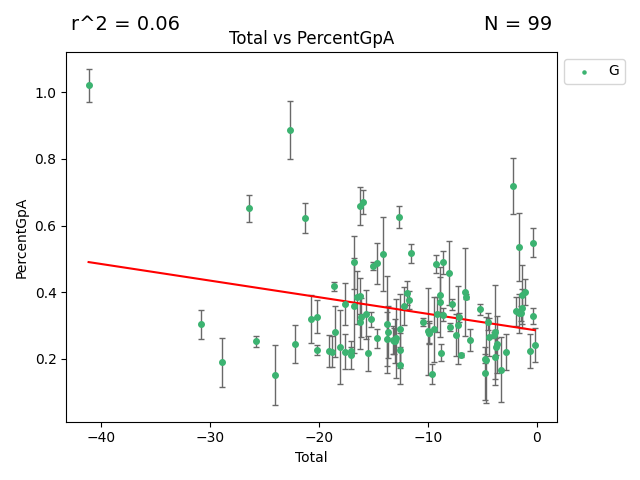 r^2 = 0.06
N = 99
Total vs PercentGpA
G
PercentGpA
1.0
0.8
0.6
0.4
0.2
−40
−30
−20
−10
0
Total